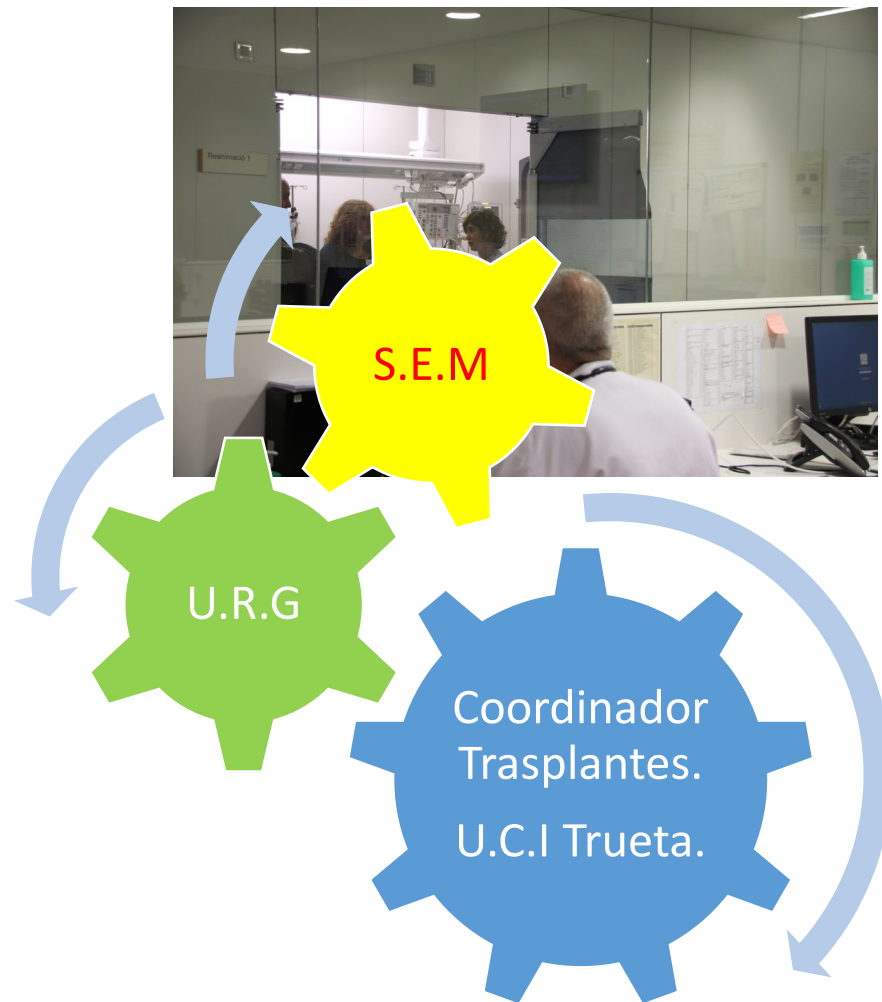 Reanimació 1
S.E.M
U.R.G
Coordinador
Trasplantes.
U.C.I Trueta.